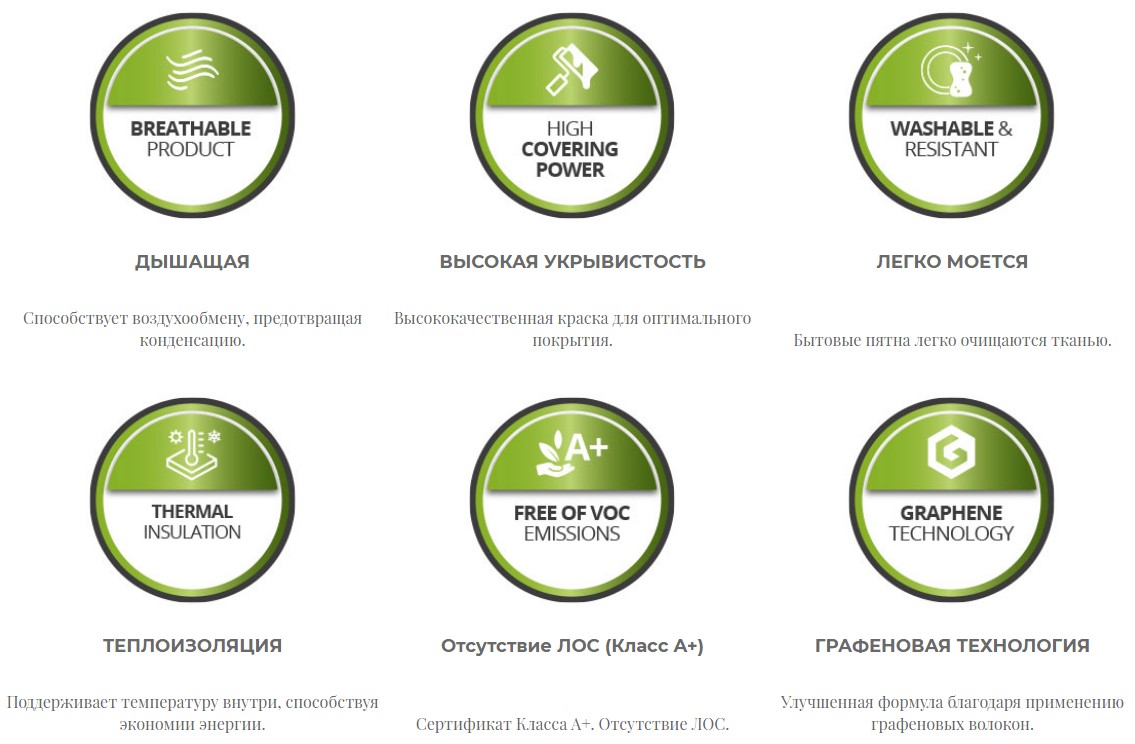 BREATHABLE
PRODUCT
HIGH
COVERING
POWER
WASHABLE &
RESISTANT
ДЫШАЩАЯ
ВЫСОКАЯ УКРЫВИСТОСТЬ
ЛЕГКО МОЕТСЯ
Способствует воздухообмену, предотвращая
конденсацию.
Высококачественная краска для оптимального
покрытия.
Бытовые пятна легко очищаются тканью.
THERMAL
INSULATION
A+
FREE OF VOC
EMISSIONS
GRAPHENE
TECHNOLOGY
ТЕПЛОИЗОЛЯЦИЯ
Отсутствие ЛОС (Класс А+)
ГРАФЕНОВАЯ ТЕХНОЛОГИЯ
Поддерживает температуру внутри, способствуя
экономии энергии.
Сертификат Класса А+. Отсутствие ЛОС.
Улучшенная формула благодаря применению
графеновых волокон.